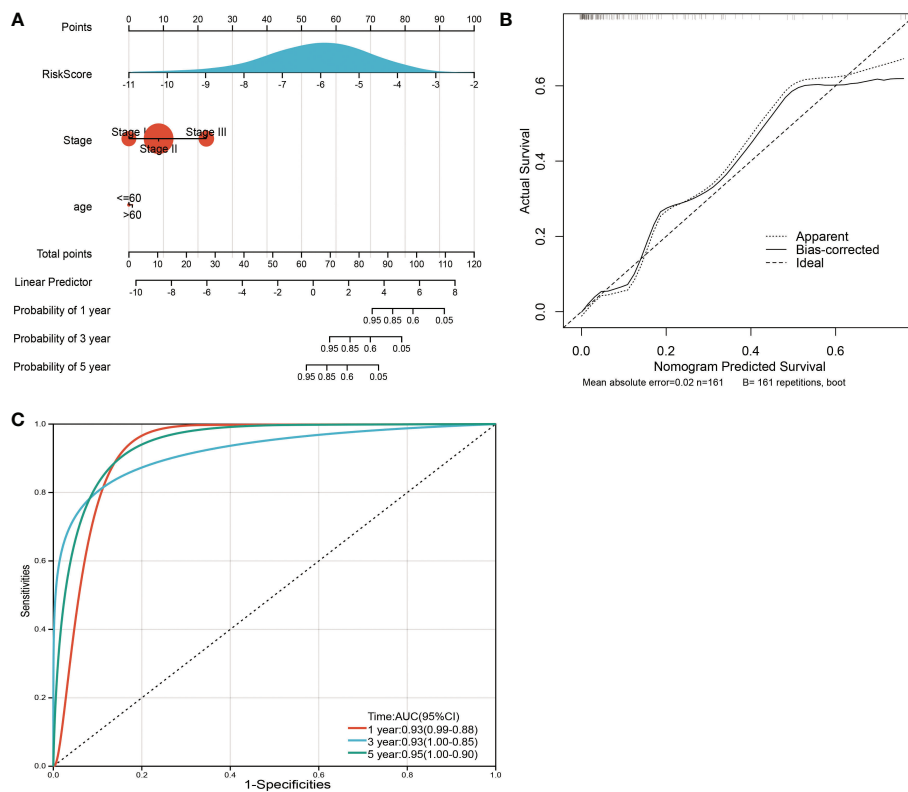 A
Points 0 10 20 30 40 50 60 70 80 90 100
RiskScore
-11 -10 -9 -8 -7 -6 -5 -4 -3 -2
Stage
Stage I Stage III
Stage II
age
<=60
>60
Total points 0 10 20 30 40 50 60 70 80 90 100 110 120
Linear Predictor
-10 -8 -6 -4 -2 0 2 4 6 8
Probability of 1 year
0.95 0.85 0.6 0.05
Probability of 3 year
0.95 0.85 0.6 0.05
Probability of 5 year
0.95 0.85 0.6 0.05
B
Actual Survival
0.6
0.4
0.2
0.0
Apparent
Bias-corrected
Ideal
0.0 0.2 0.4 0.6
Nomogram Predicted Survival
Mean absolute error=0.02 n=161 B= 161 repetitions, boot
C
Sensitivities
1.0
0.8
0.6
0.4
0.2
0.0
Time:AUC(95%CI)
1 year:0.93(0.99-0.88)
3 year:0.93(1.00-0.85)
5 year:0.95(1.00-0.90)
0.0 0.2 0.4 0.6 0.8 1.0
1-Specificities